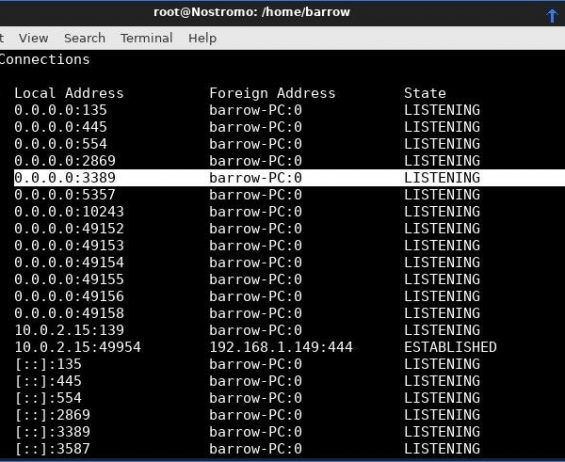 root@Nostromo: /home/barrow
t View Search Terminal Help
Connections
Local Address Foreign Address State
0.0.0.0:135 barrow-PC:0 LISTENING
0.0.0.0:445 barrow-PC:0 LISTENING
0.0.0.0:554 barrow-PC:0 LISTENING
0.0.0.0:2869 barrow-PC:0 LISTENING
0.0.0.0:3389 barrow-PC:0 LISTENING
0.0.0.0:5357 barrow-PC:0 LISTENING
0.0.0.0:10243 barrow-PC:0 LISTENING
0.0.0.0:49152 barrow-PC:0 LISTENING
0.0.0.0:49153 barrow-PC:0 LISTENING
0.0.0.0:49154 barrow-PC:0 LISTENING
0.0.0.0:49155 barrow-PC:0 LISTENING
0.0.0.0:49156 barrow-PC:0 LISTENING
0.0.0.0:49158 barrow-PC:0 LISTENING
10.0.2.15:139 barrow-PC:0 LISTENING
10.0.2.15:49954 192.168.1.149:444 ESTABLISHED
[::]:135 barrow-PC:0 LISTENING
[::]:445 barrow-PC:0 LISTENING
[::]:554 barrow-PC:0 LISTENING
[::]:2869 barrow-PC:0 LISTENING
[::]:3389 barrow-PC:0 LISTENING
[::]:3587 barrow-PC:0 LISTENING